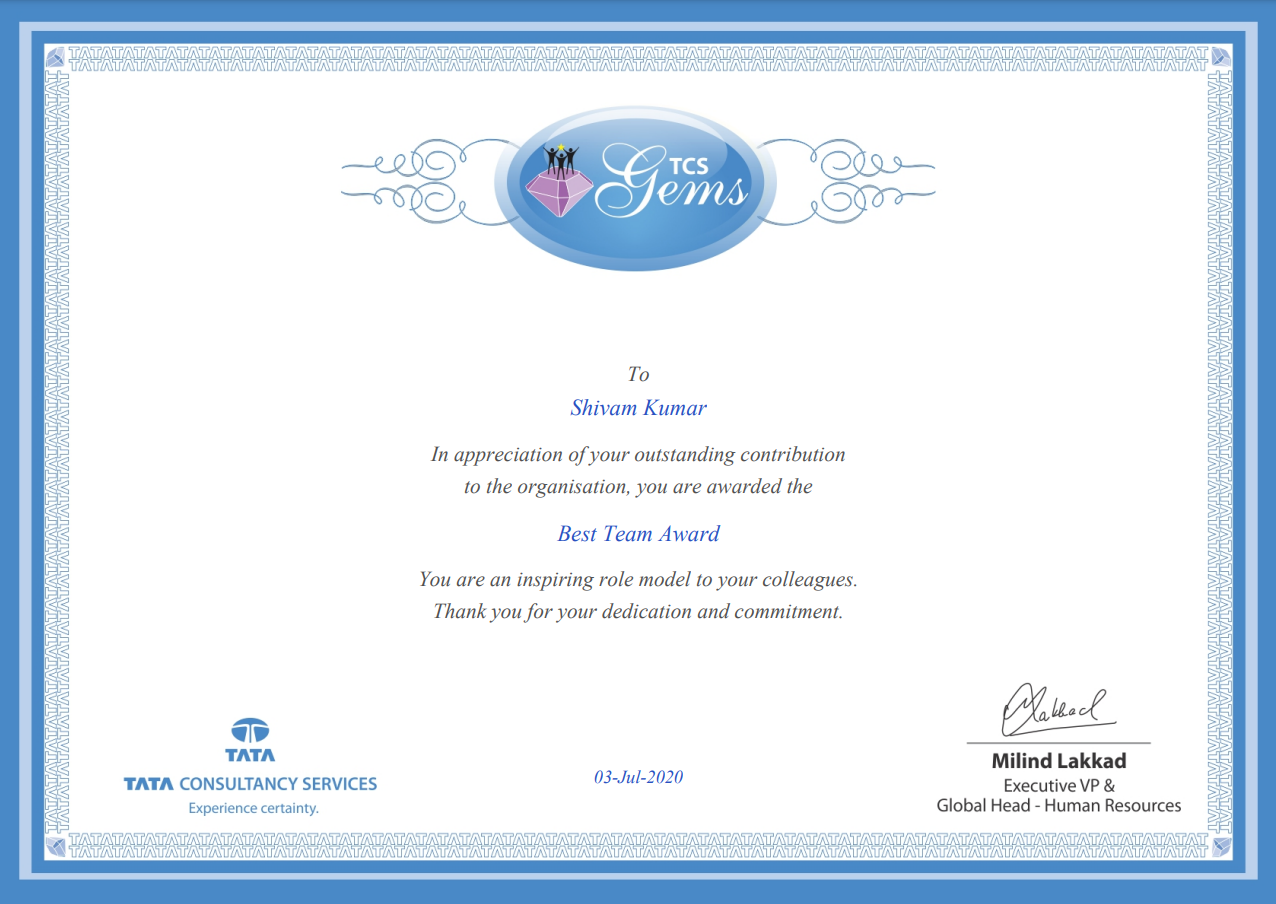 TCS
Gems
To
Shivam Kumar
In appreciation of your outstanding contribution
to the organisation, you are awarded the
Best Team Award
You are an inspiring role model to your colleagues.
Thank you for your dedication and commitment.
TATA
TATA CONSULTANCY SERVICES
Experience certainty.
03-Jul-2020
Lakkad
Milind Lakkad
Executive VP &
Global Head - Human Resources